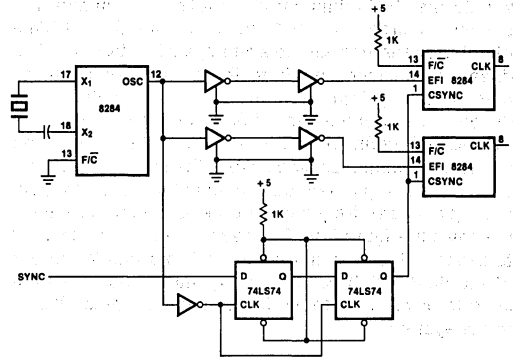 +5
1K
13 F/C̅ CLK 8
14 EFI 8284
1 CSYNC
17 X1 OSC 12
8284
18 X2
13 F/C̅
+5
1K
13 F/C̅ CLK 8
14 EFI 8284
1 CSYNC
+5
1K
SYNC
D Q
74LS74
CLK
D Q
74LS74
CLK